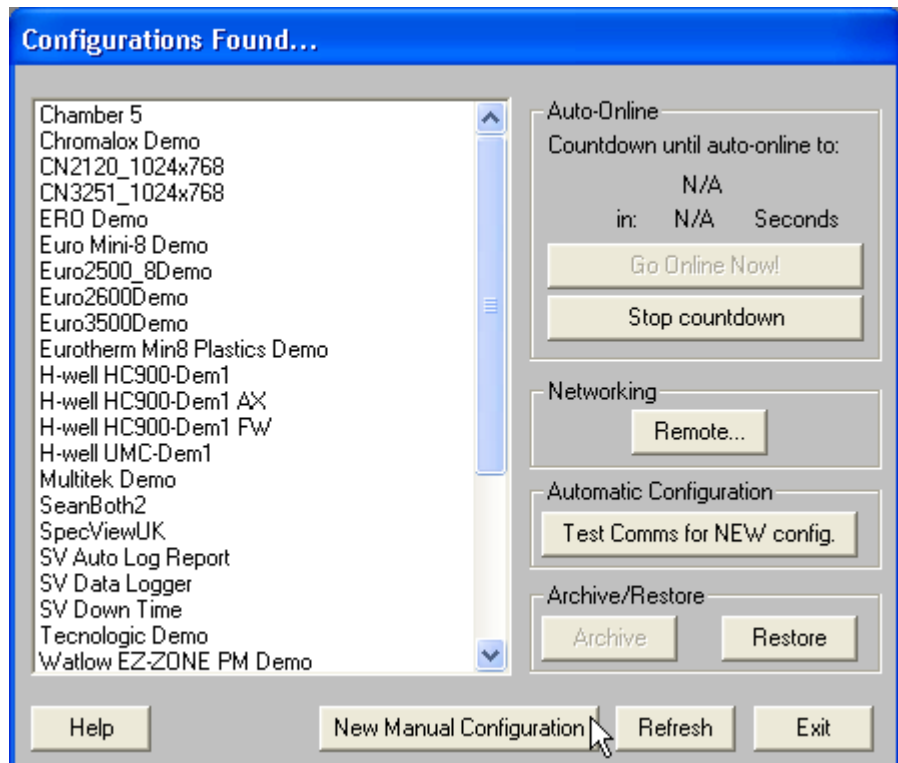 Configurations Found...
Chamber 5
Chromalox Demo
CN2120_1024x768
CN3251_1024x768
ERO Demo
Euro Mini-8 Demo
Euro2500_8Demo
Euro2600Demo
Euro3500Demo
Eurotherm Min8 Plastics Demo
H-well HC900-Dem1
H-well HC900-Dem1 AX
H-well HC900-Dem1 FW
H-well UMC-Dem1
Multitek Demo
SeanBoth2
SpecViewUK
SV Auto Log Report
SV Data Logger
SV Down Time
Tecnologic Demo
Watlow EZ-ZONE PM Demo
Auto-Online
Countdown until auto-online to:
N/A
in: N/A Seconds
Go Online Now!
Stop countdown
Networking
Remote...
Automatic Configuration
Test Comms for NEW config.
Archive/Restore
Archive Restore
Help New Manual Configuration Refresh Exit